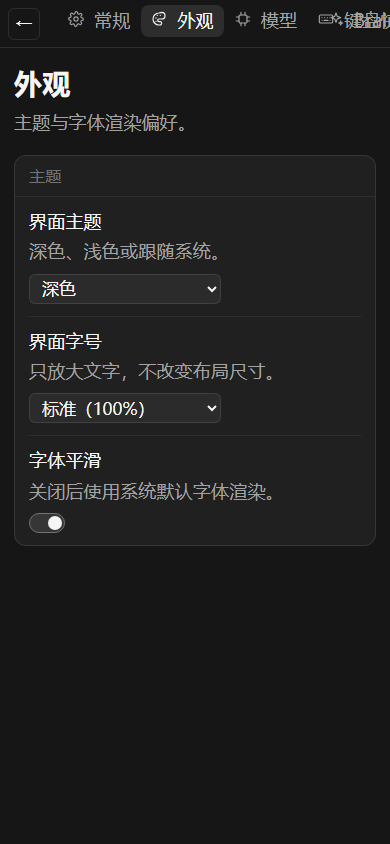 ← 常规 外观 模型 键盘
外观
主题与字体渲染偏好。
主题
界面主题
深色、浅色或跟随系统。
深色
界面字号
只放大文字，不改变布局尺寸。
标准（100%）
字体平滑
关闭后使用系统默认字体渲染。